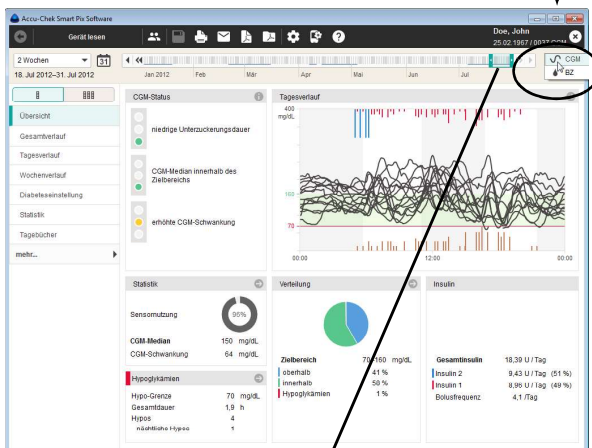 Accu-Chek Smart Pix Software
Gerät lesen
Doe, John
25.02.1967 / 0037 CGM
2 Wochen
31
18. Jul 2012–31. Jul 2012
Jan 2012 Feb Mär Apr Mai Jun Jul
CGM
BZ
Übersicht
Gesamtverlauf
Tagesverlauf
Wochenverlauf
Diabeteseinstellung
Statistik
Tagebücher
mehr...
CGM-Status
niedrige Unterzuckerungsdauer
CGM-Median innerhalb des
Zielbereichs
erhöhte CGM-Schwankung
Tagesverlauf
400
mg/dL
160
70
00:00 12:00 00:00
Statistik
Sensornutzung 95%
CGM-Median 150 mg/dL
CGM-Schwankung 64 mg/dL
Hypoglykämien
Hypo-Grenze 70 mg/dL
Gesamtdauer 1,9 h
Hypos 4
nächtliche Hypos 1
Verteilung
Zielbereich 70–160 mg/dL
oberhalb 41 %
innerhalb 58 %
Hypoglykämien 1 %
Insulin
Gesamtinsulin 18,39 U / Tag
Insulin 2 9,43 U / Tag (51 %)
Insulin 1 8,96 U / Tag (49 %)
Bolusfrequenz 4,1 /Tag